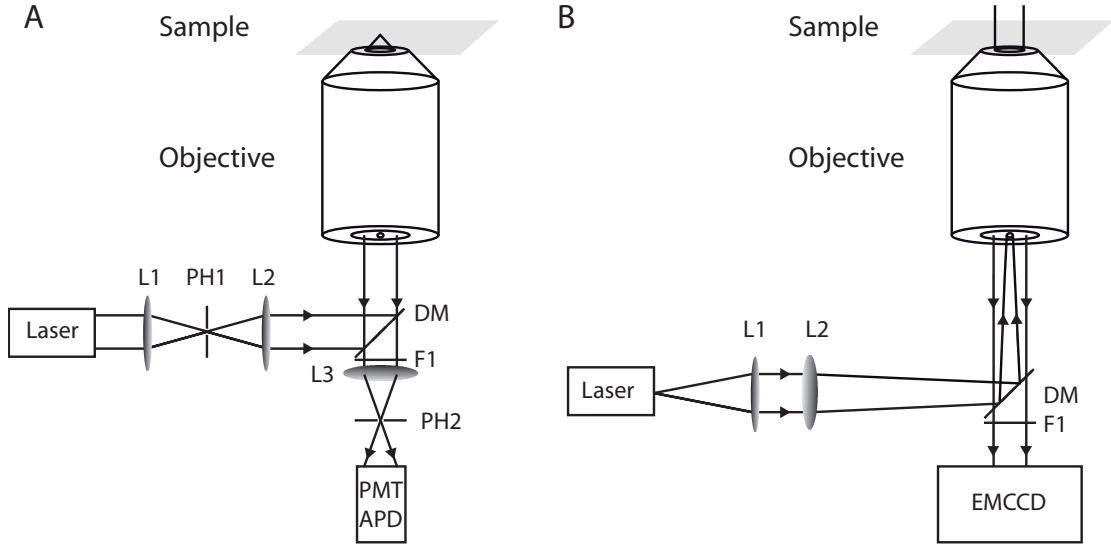 A
Sample
Objective
L1
PH1
L2
Laser
DM
F1
L3
PH2
PMT
APD
B
Sample
Objective
L1
L2
Laser
DM
F1
EMCCD